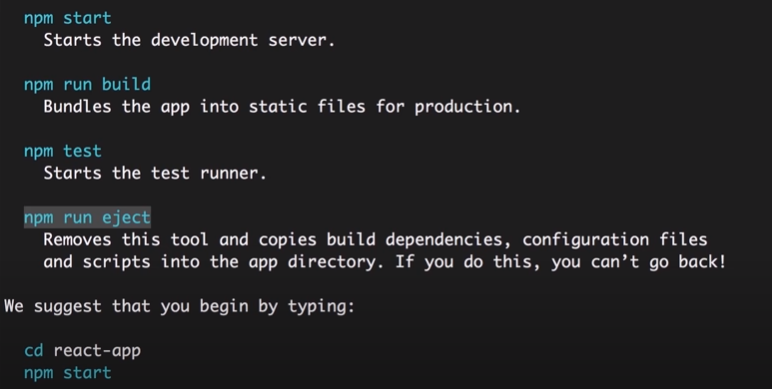 npm start
Starts the development server.
npm run build
Bundles the app into static files for production.
npm test
Starts the test runner.
npm run eject
Removes this tool and copies build dependencies, configuration files
and scripts into the app directory. If you do this, you can’t go back!
We suggest that you begin by typing:
cd react-app
npm start